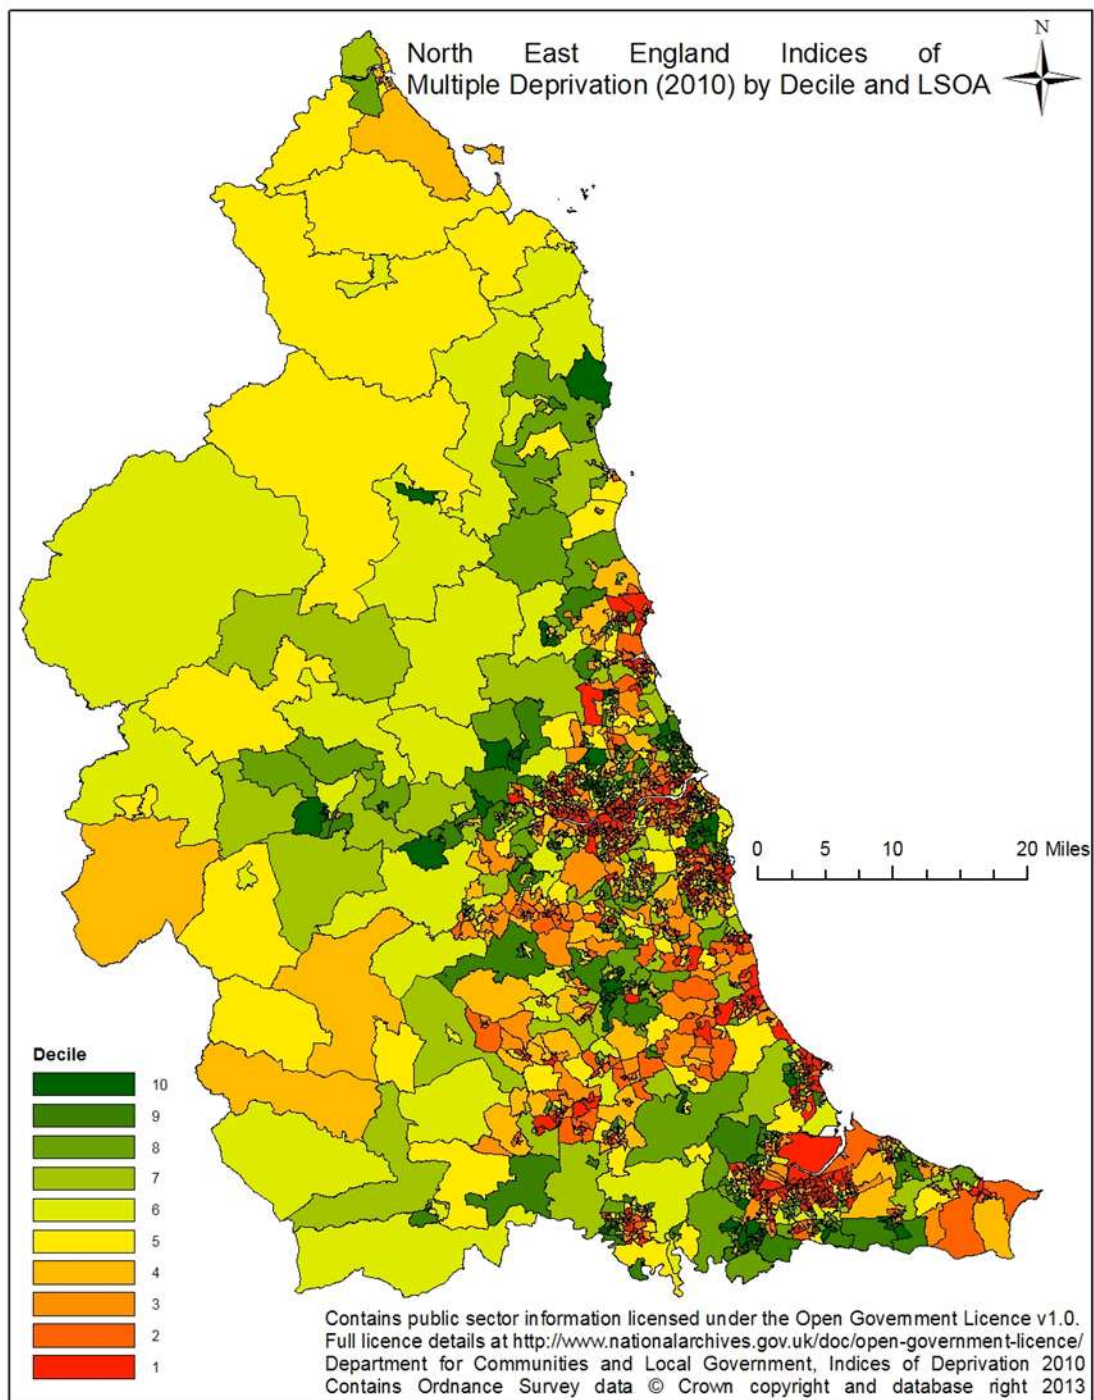 North East England Indices of
Multiple Deprivation (2010) by Decile and LSOA
N
0 5 10 20 Miles
Decile
10
9
8
7
6
5
4
3
2
1
Contains public sector information licensed under the Open Government Licence v1.0.
Full licence details at http://www.nationalarchives.gov.uk/doc/open-government-licence/
Department for Communities and Local Government, Indices of Deprivation 2010
Contains Ordnance Survey data © Crown copyright and database right 2013